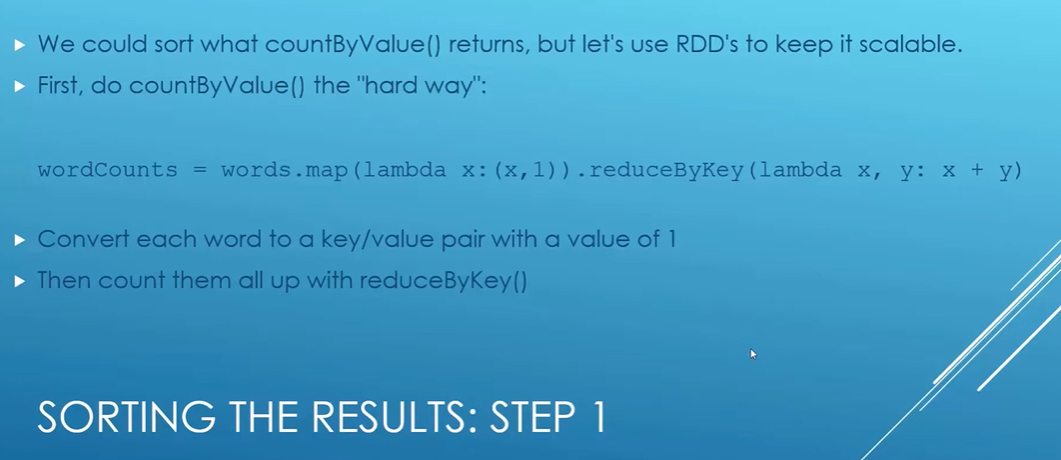 We could sort what countByValue() returns, but let's use RDD's to keep it scalable.
First, do countByValue() the "hard way":
wordCounts = words.map(lambda x:(x,1)).reduceByKey(lambda x, y: x + y)
Convert each word to a key/value pair with a value of 1
Then count them all up with reduceByKey()
SORTING THE RESULTS: STEP 1